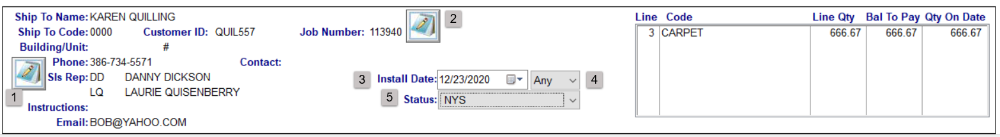 Ship To Name: KAREN QUILLING
Ship To Code: 0000 Customer ID: QUIL557 Job Number: 113940 2
Building/Unit: #
Phone: 386-734-5571 Contact:
Sls Rep: DD DANNY DICKSON
1 LQ LAURIE QUISENBERRY
Instructions:
Email: BOB@YAHOO.COM
3 Install Date: 12/23/2020 Any 4
5 Status: NYS
Line Code Line Qty Bal To Pay Qty On Date
3 CARPET 666.67 666.67 666.67